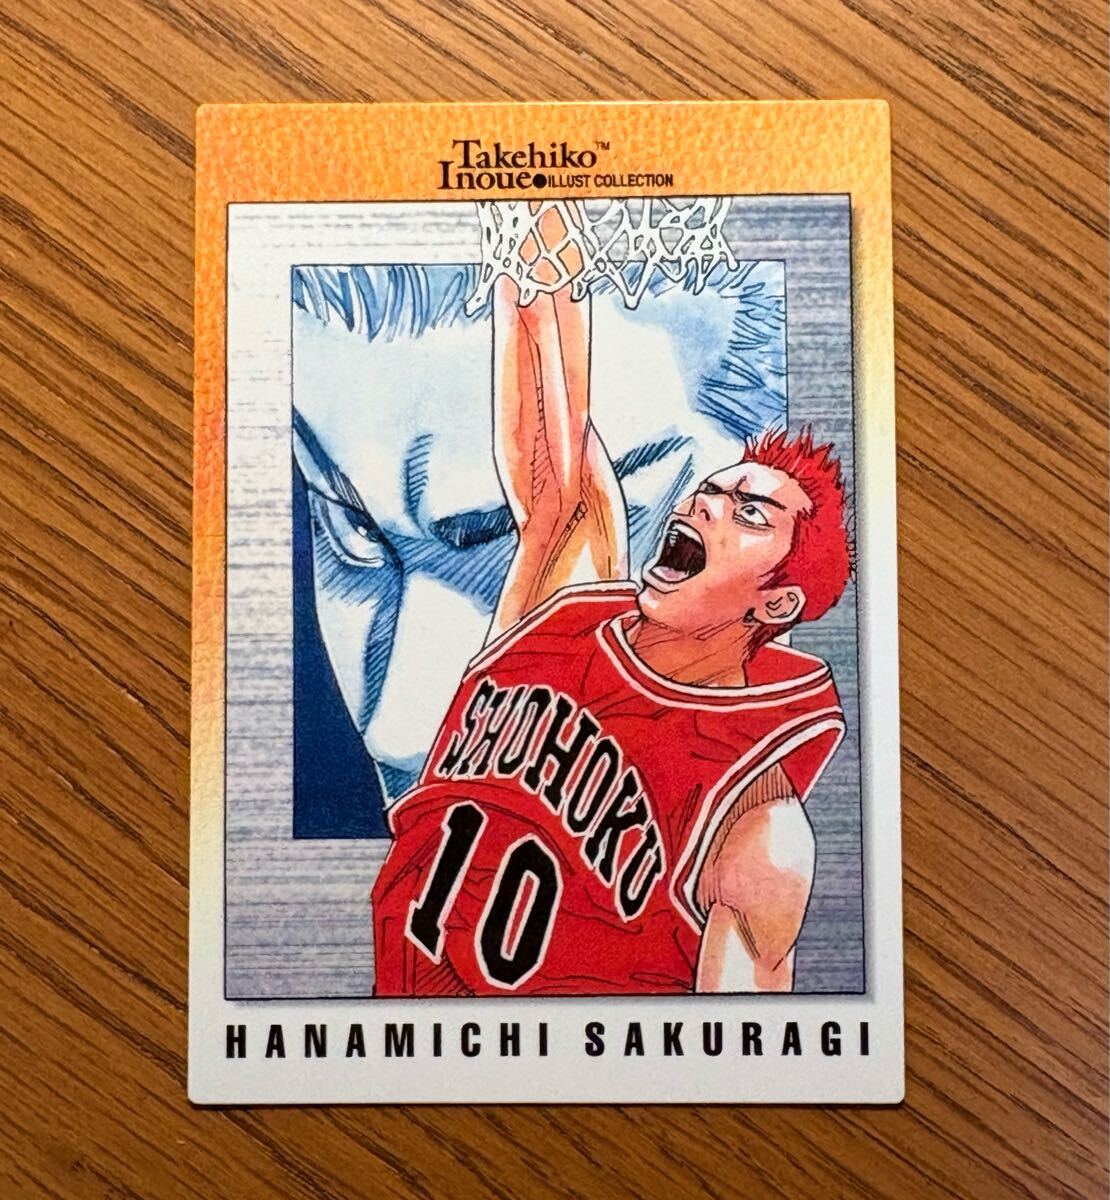 Takehiko™
Inoue●ILLUST COLLECTION
SHOHOKU
10
HANAMICHI SAKURAGI